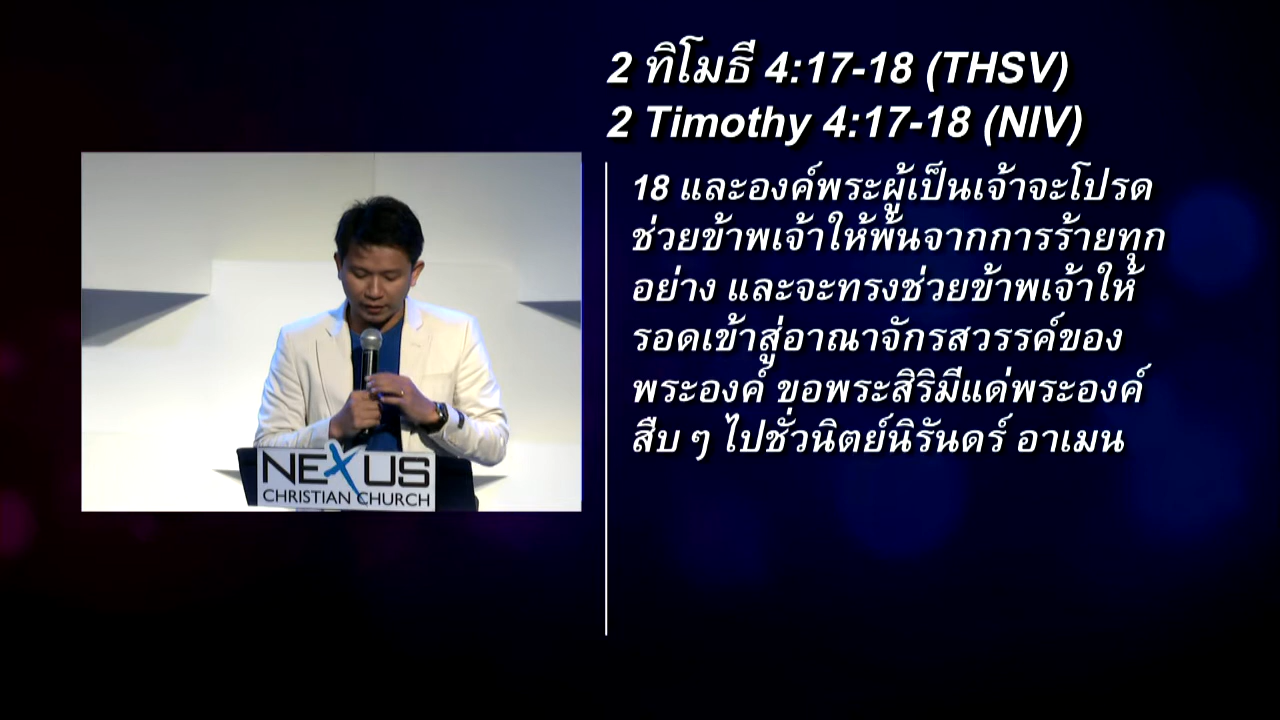 2 ทิโมธี 4:17-18 (THSV)
2 Timothy 4:17-18 (NIV)
18 และองค์พระผู้เป็นเจ้าจะโปรด
ช่วยข้าพเจ้าให้พ้นจากการร้ายทุก
อย่าง และจะทรงช่วยข้าพเจ้าให้
รอดเข้าสู่อาณาจักรสวรรค์ของ
พระองค์ ขอพระสิริมีแด่พระองค์
สืบ ๆ ไปชั่วนิตย์นิรันดร์ อาเมน
NEXUS
CHRISTIAN CHURCH